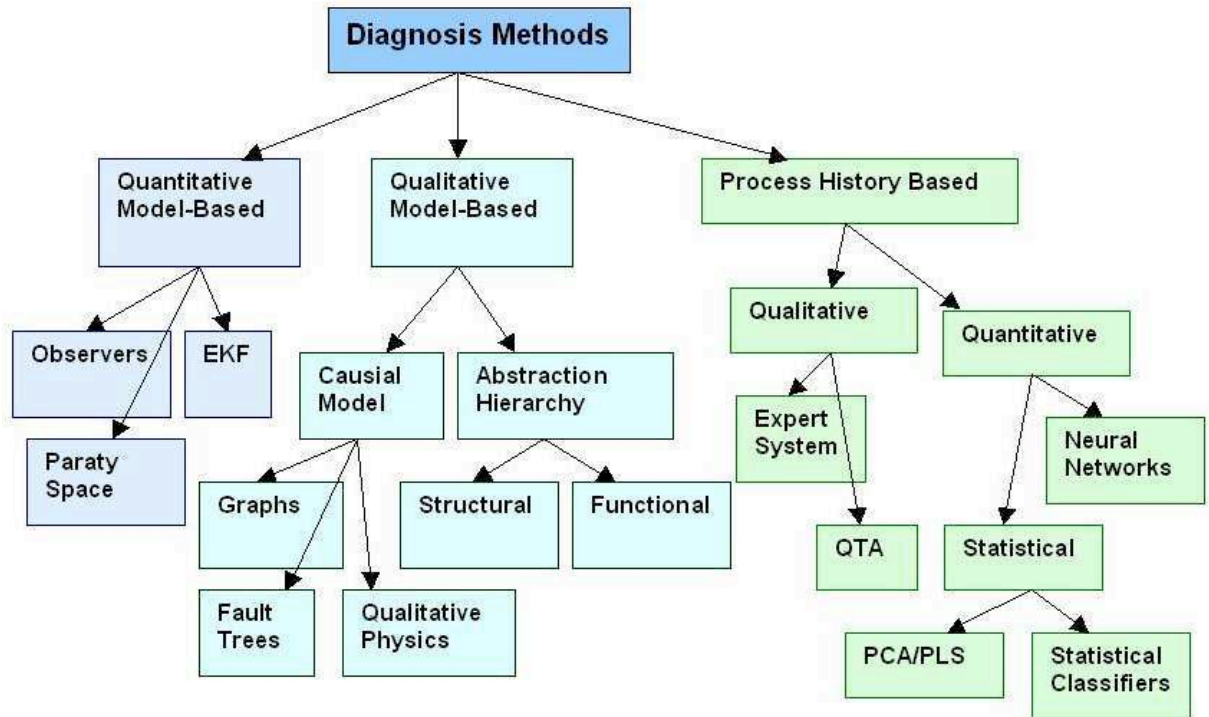 Diagnosis Methods
Quantitative
Model-Based
Qualitative
Model-Based
Process History Based
Qualitative
Quantitative
Observers
EKF
Causial
Model
Abstraction
Hierarchy
Expert
System
Neural
Networks
Paraty
Space
Graphs
Structural
Functional
QTA
Statistical
Fault
Trees
Qualitative
Physics
PCA/PLS
Statistical
Classifiers